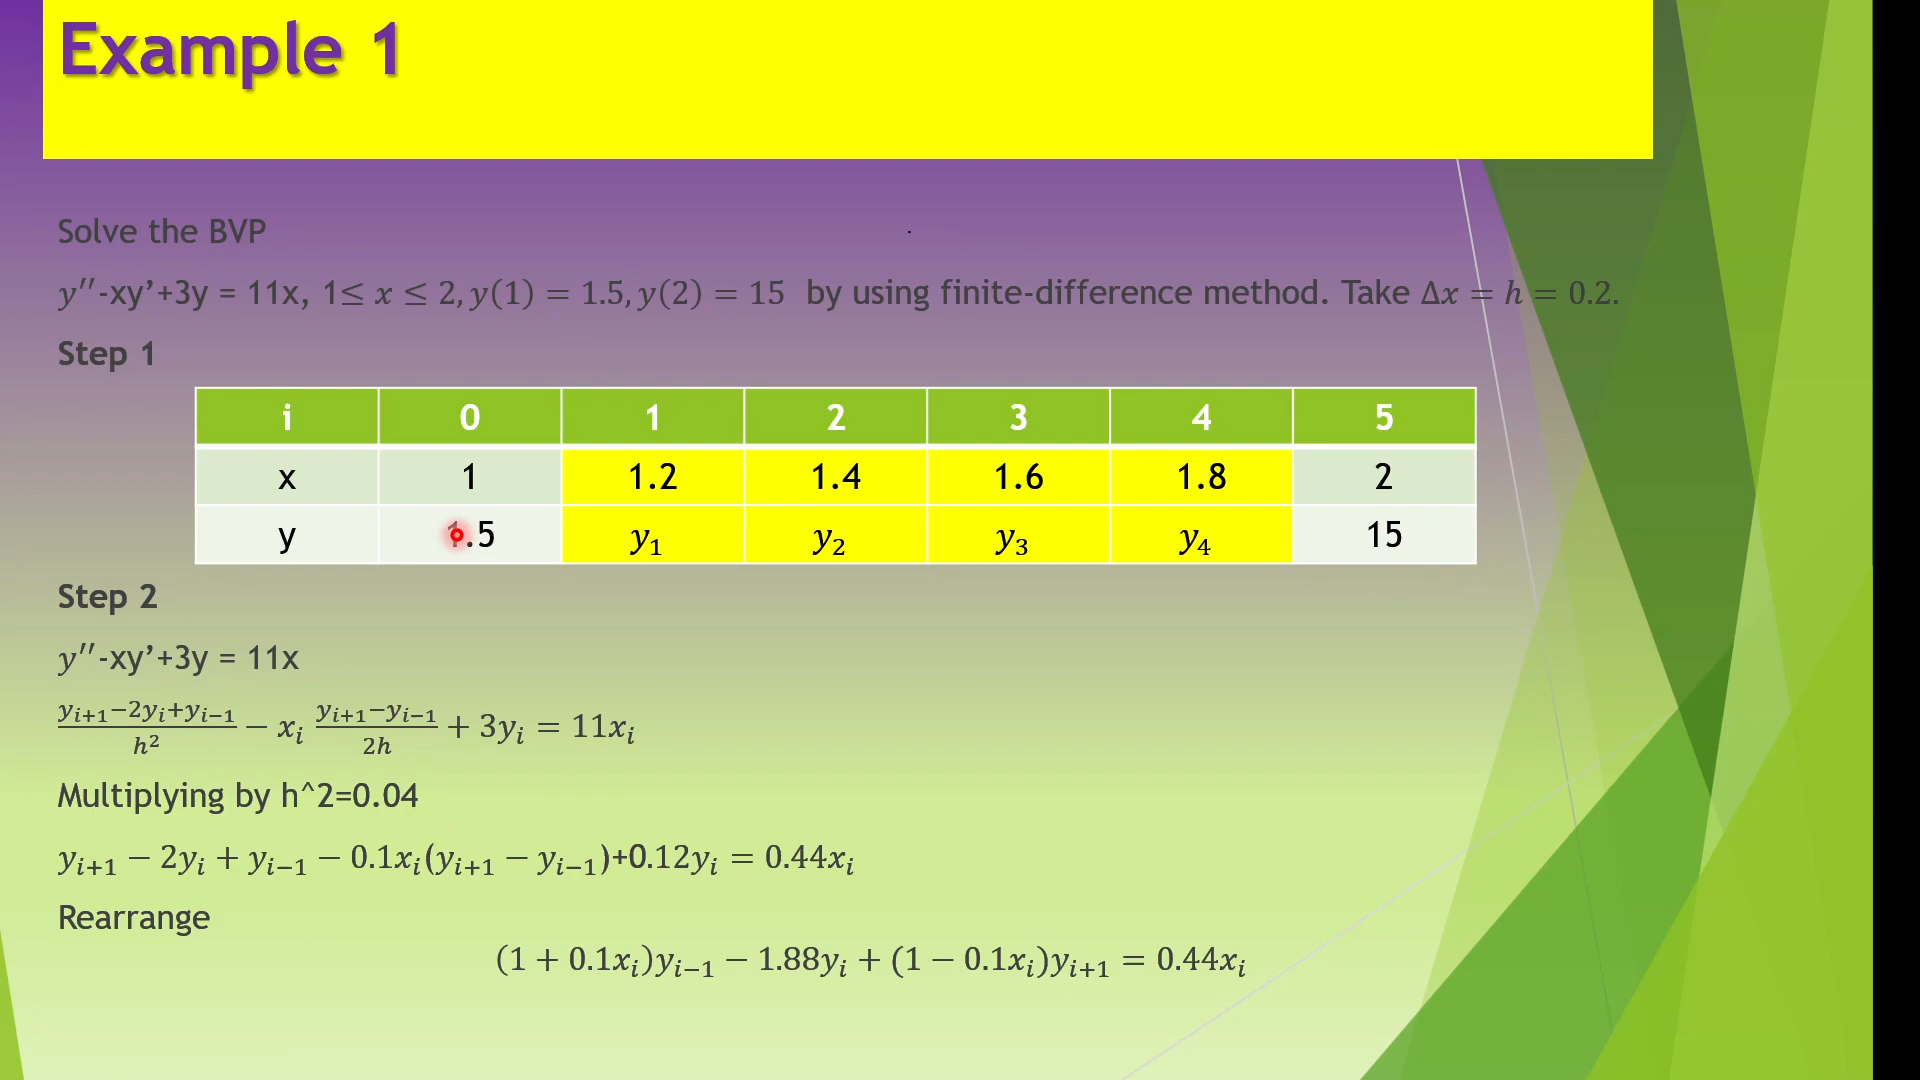 Example 1
Solve the BVP
y′′-xy’+3y = 11x, 1≤ x ≤ 2, y(1) = 1.5, y(2) = 15 by using finite-difference method. Take Δx = h = 0.2.
Step 1
i 0 1 2 3 4 5
x 1 1.2 1.4 1.6 1.8 2
y 1.5 y₁ y₂ y₃ y₄ 15
Step 2
y′′-xy’+3y = 11x
(yᵢ₊₁−2yᵢ+yᵢ₋₁)/h² − xᵢ (yᵢ₊₁−yᵢ₋₁)/2h + 3yᵢ = 11xᵢ
Multiplying by h^2=0.04
yᵢ₊₁ − 2yᵢ + yᵢ₋₁ − 0.1xᵢ(yᵢ₊₁ − yᵢ₋₁)+0.12yᵢ = 0.44xᵢ
Rearrange
(1 + 0.1xᵢ)yᵢ₋₁ − 1.88yᵢ + (1 − 0.1xᵢ)yᵢ₊₁ = 0.44xᵢ